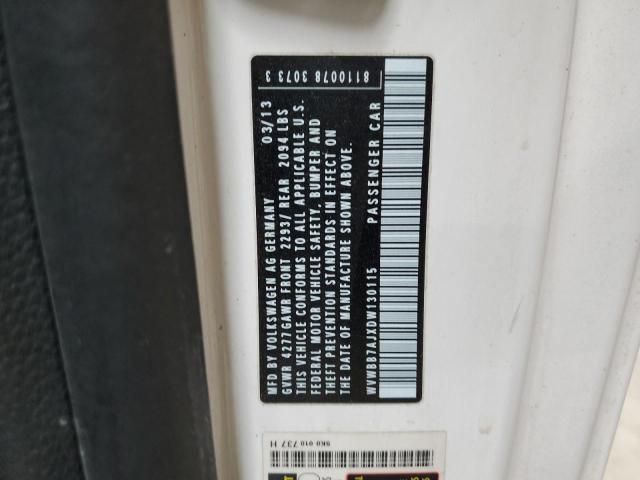 MFD BY VOLKSWAGEN AG GERMANY 03/13
GVWR 4277 GAWR FRONT 2293/ REAR 2094 LBS
THIS VEHICLE CONFORMS TO ALL APPLICABLE U.S.
FEDERAL MOTOR VEHICLE SAFETY, BUMPER AND
THEFT PREVENTION STANDARDS IN EFFECT ON
THE DATE OF MANUFACTURE SHOWN ABOVE.
WVWBB7AJXDW130115 PASSENGER CAR
8110078 3073 3
5K0 010 737 H